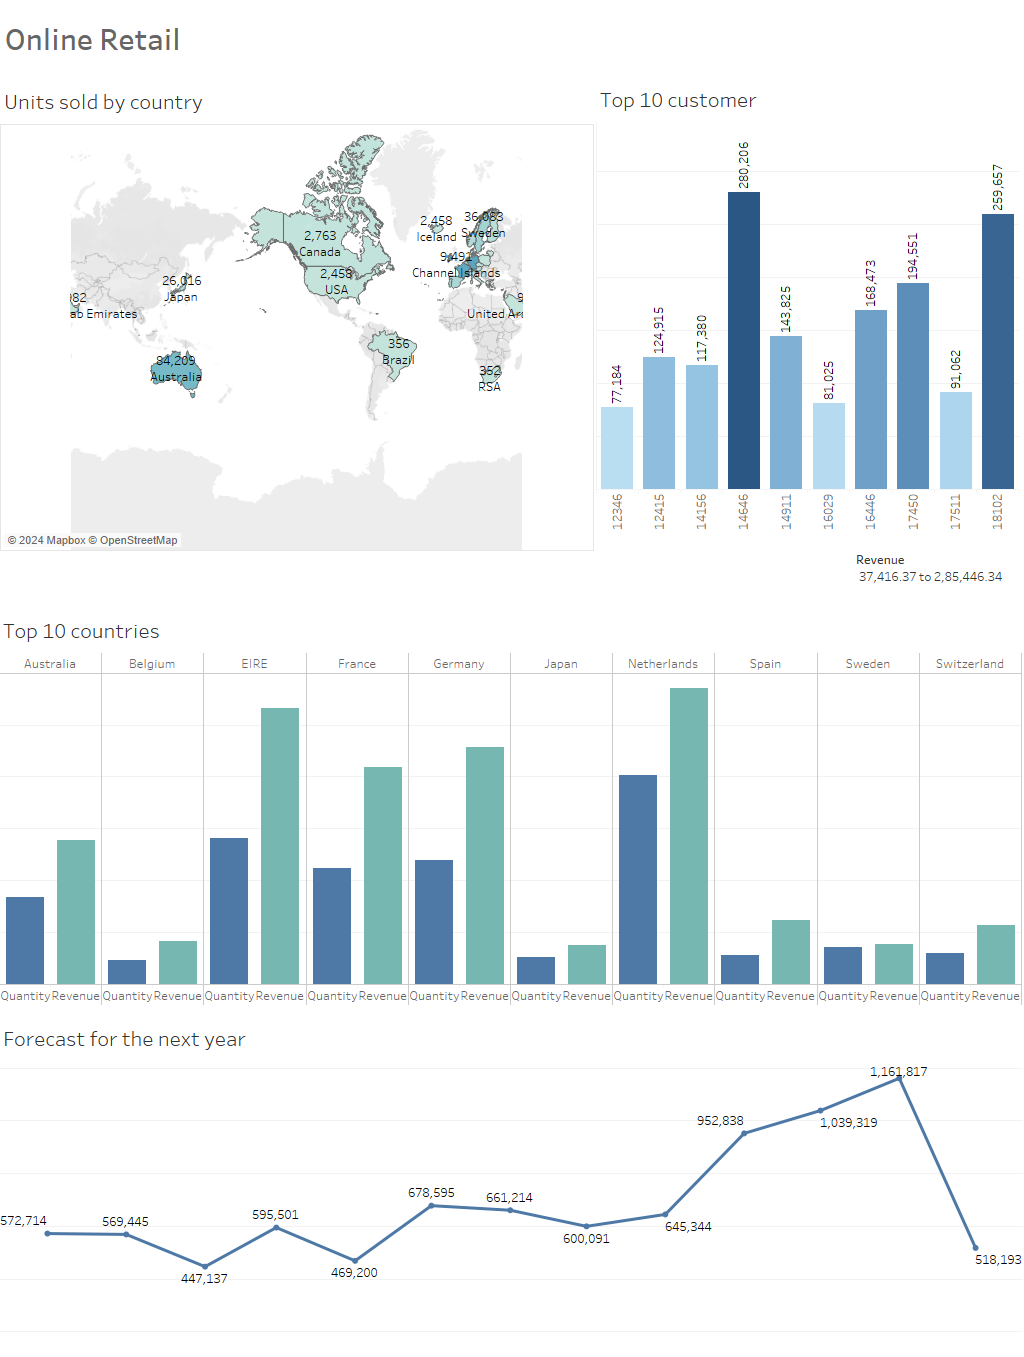 Online Retail
Units sold by country
2,763
Canada
2,458
USA
2,458
Iceland
36,083
Sweden
9,491
Channel Islands
26,016
Japan
382
ab Emirates
9
United Ar
84,209
Australia
356
Brazil
352
RSA
© 2024 Mapbox © OpenStreetMap
Top 10 customer
77,184
124,915
117,380
280,206
143,825
81,025
168,473
194,551
91,062
259,657
12346
12415
14156
14646
14911
16029
16446
17450
17511
18102
Revenue
37,416.37 to 2,85,446.34
Top 10 countries
Australia Belgium EIRE France Germany Japan Netherlands Spain Sweden Switzerland
Quantity Revenue Quantity Revenue Quantity Revenue Quantity Revenue Quantity Revenue Quantity Revenue Quantity Revenue Quantity Revenue Quantity Revenue Quantity Revenue
Forecast for the next year
572,714
569,445
447,137
595,501
469,200
678,595
661,214
600,091
645,344
952,838
1,039,319
1,161,817
518,193